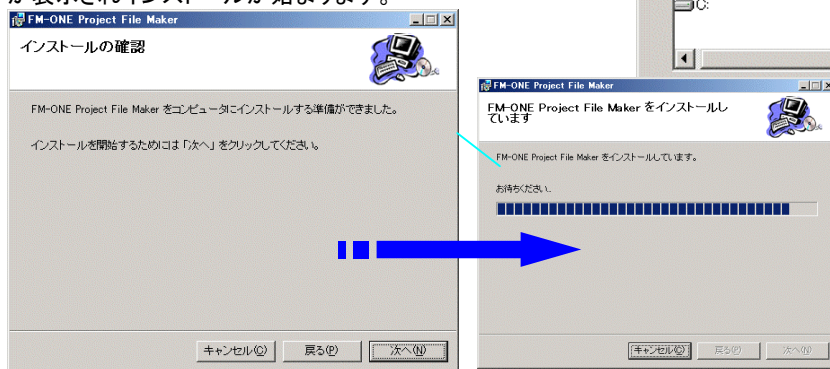 が表示されインストールが始まります。
C:
FM-ONE Project File Maker
インストールの確認
FM-ONE Project File Maker をコンピュータにインストールする準備ができました。
インストールを開始するためには「次へ」をクリックしてください。
キャンセル(C)
戻る(P)
次へ(N)
FM-ONE Project File Maker
FM-ONE Project File Maker をインストールし
ています
FM-ONE Project File Maker をインストールしています。
お待ちください...
キャンセル(C)
戻る(P)
次へ(N)